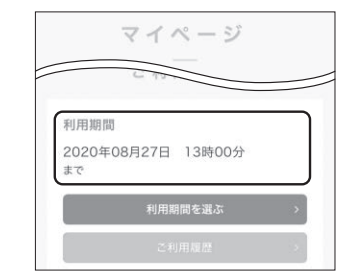 マイページ
利用期間
2020年08月27日 13時00分
まで
利用期間を選ぶ
ご利用履歴